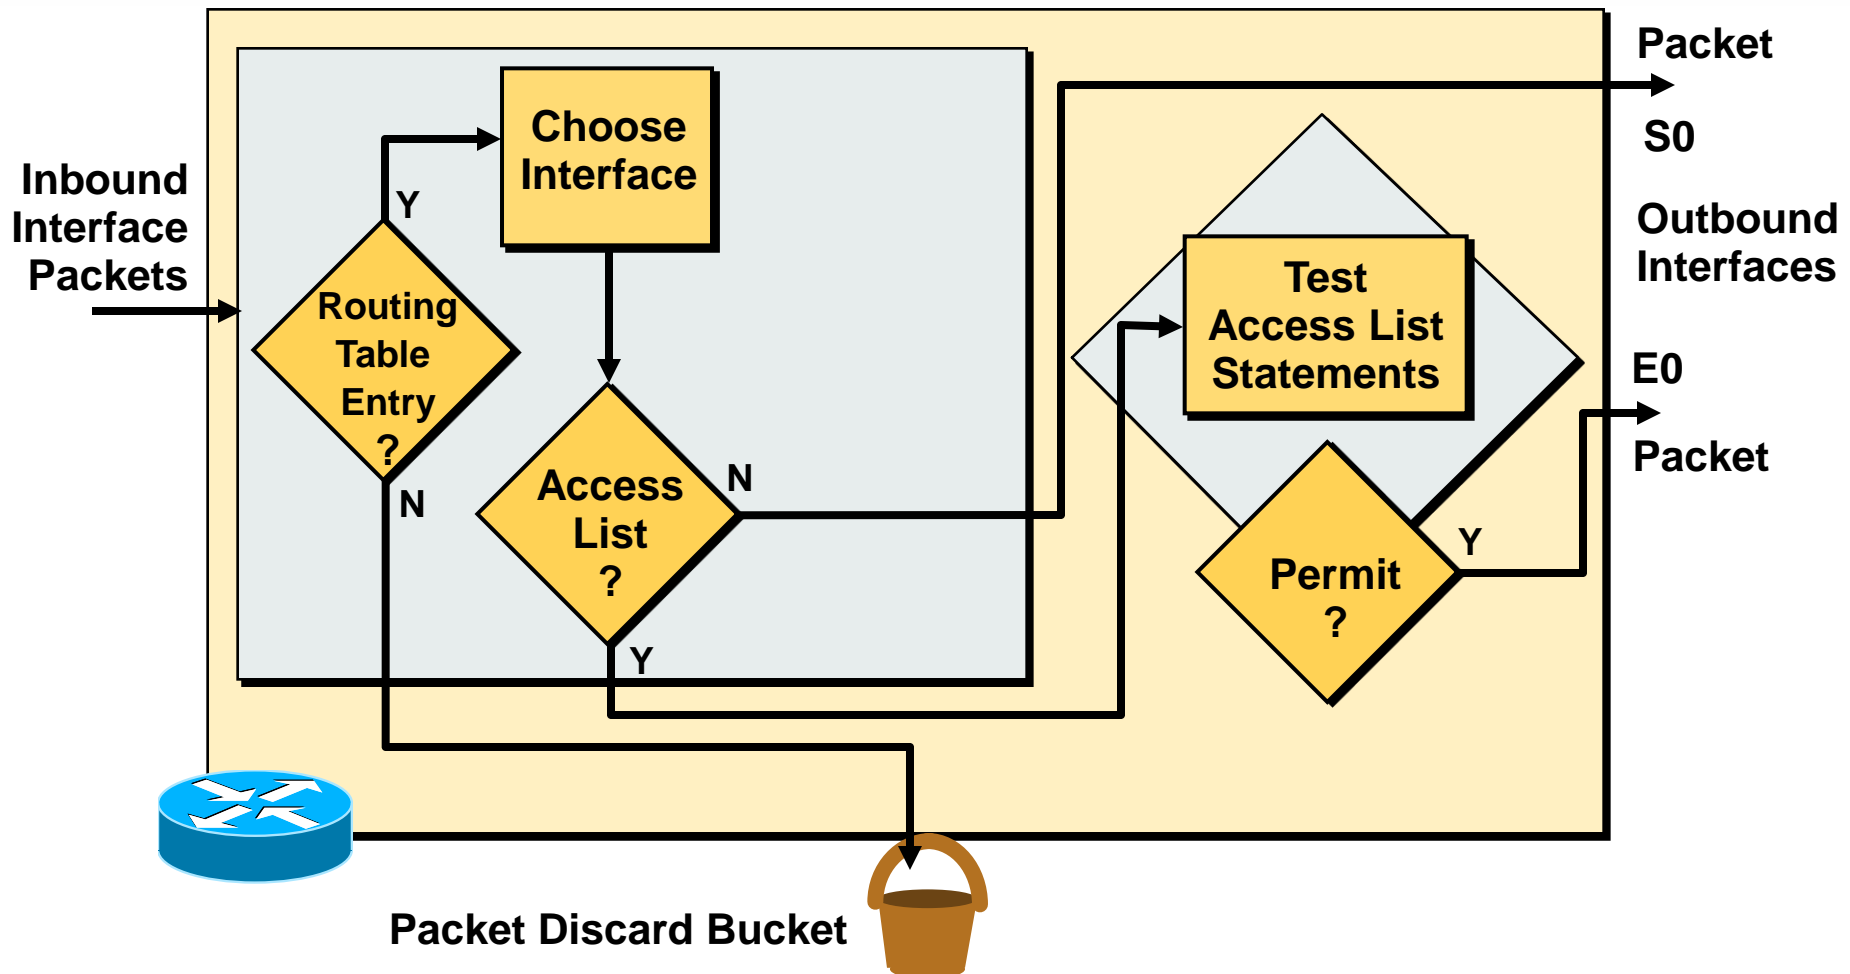 Inbound
Interface
Packets
Choose
Interface
Y
Routing
Table
Entry
?
N
Access
List
?
N
Y
Test
Access List
Statements
Permit
?
Y
Packet
S0
Outbound
Interfaces
E0
Packet
Packet Discard Bucket